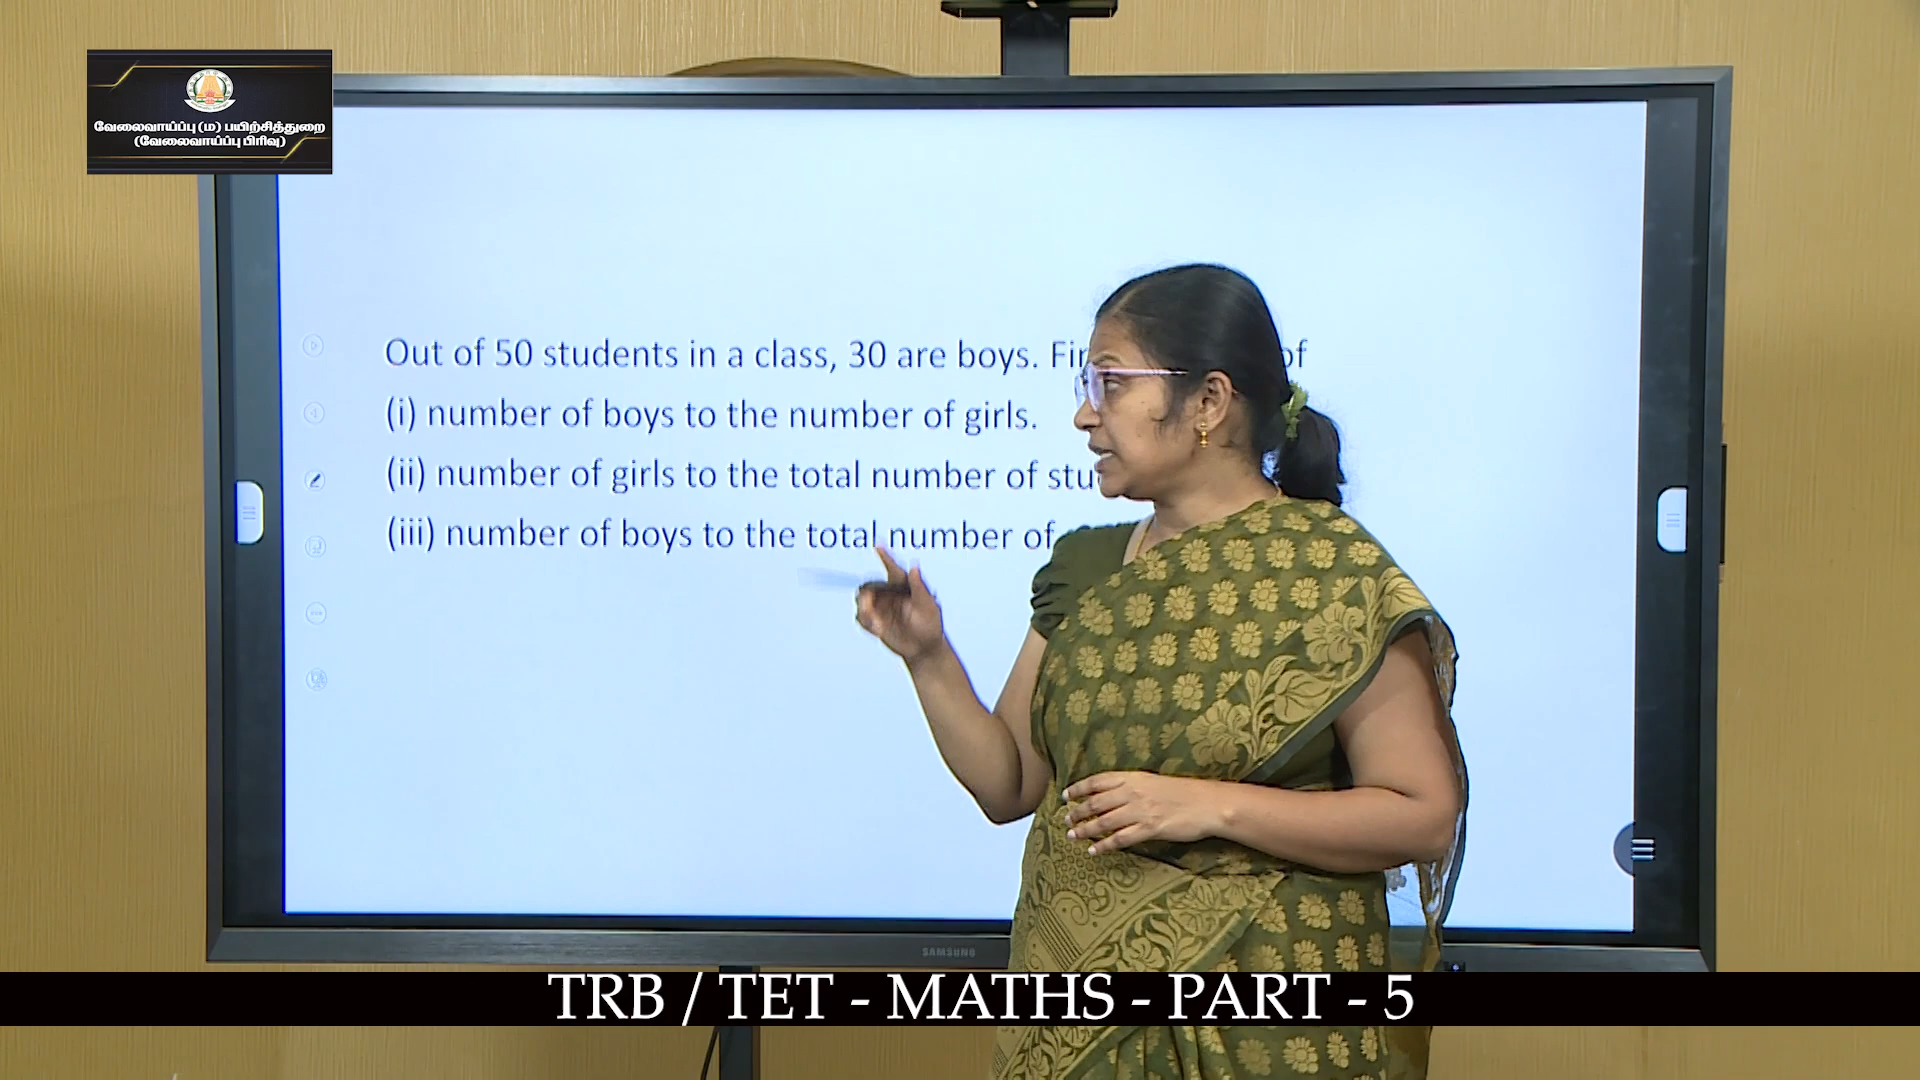 வேலைவாய்ப்பு (ம) பயிற்சித்துறை
(வேலைவாய்ப்பு பிரிவு)
Out of 50 students in a class, 30 are boys. of
(i) number of boys to the number of girls.
(ii) number of girls to the total number of
(iii) number of boys to the total number of
SAMSUNG
TRB / TET - MATHS - PART - 5